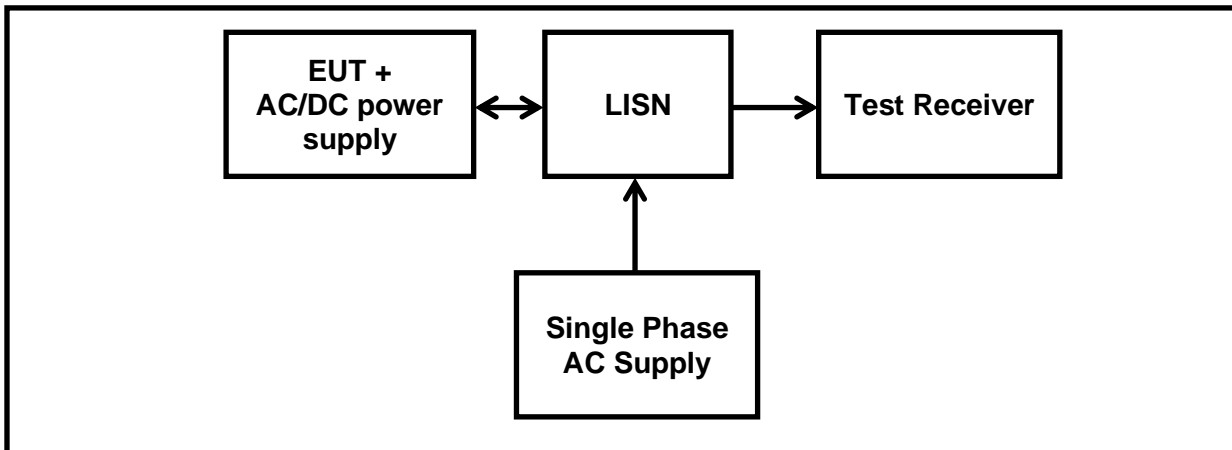 EUT +
AC/DC power
supply
LISN
Test Receiver
Single Phase
AC Supply